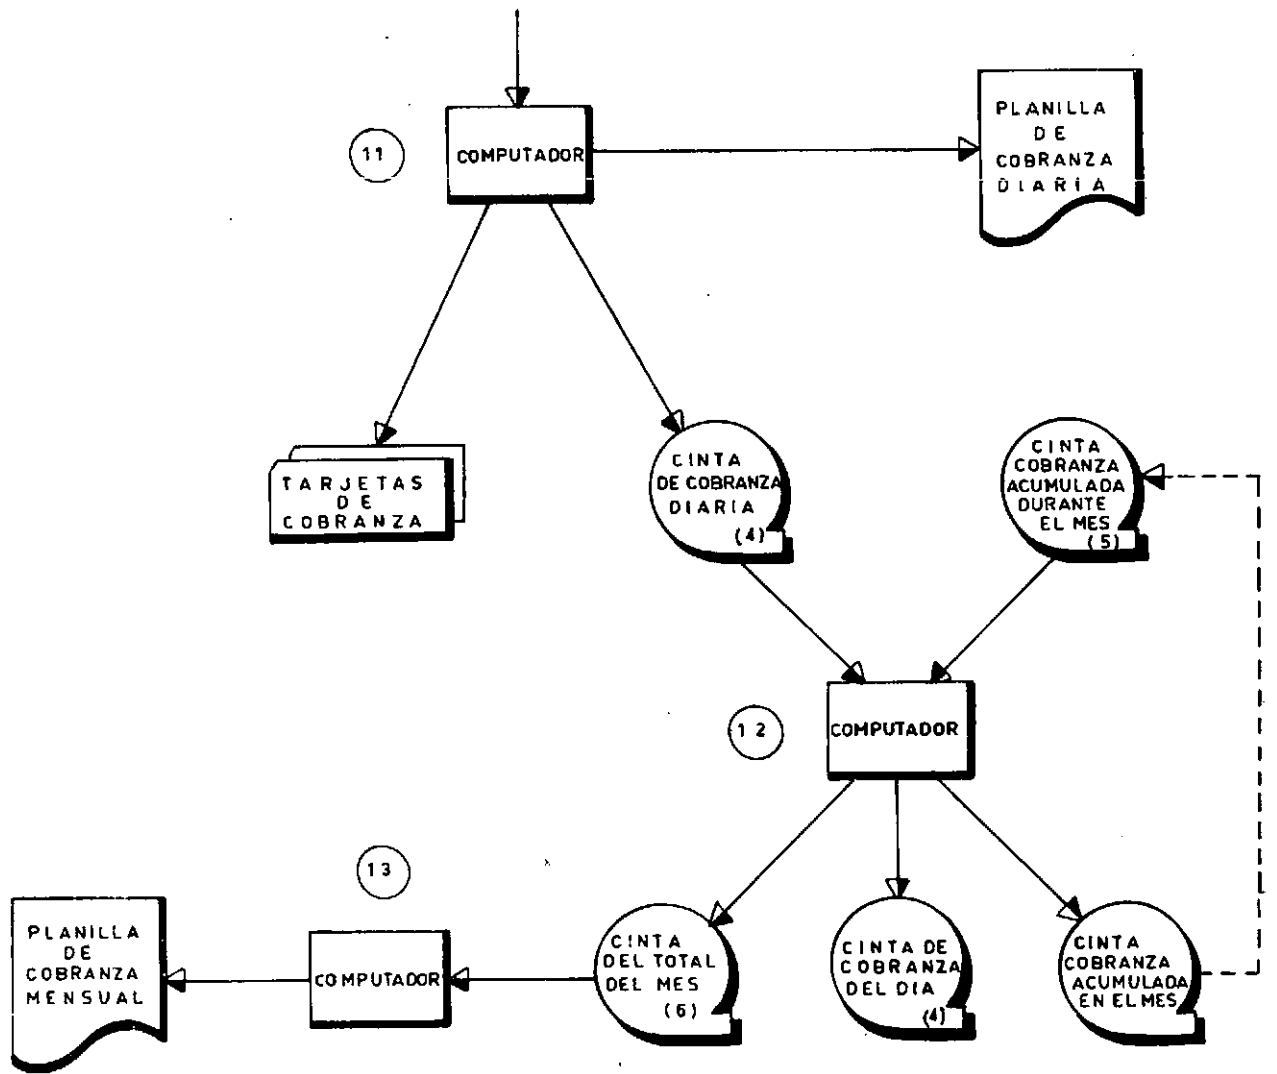 11
COMPUTADOR
PLANILLA
DE
COBRANZA
DIARIA
TARJETAS
DE
COBRANZA
CINTA
DE COBRANZA
DIARIA
(4)
CINTA
COBRANZA
ACUMULADA
DURANTE
EL MES
(5)
12
COMPUTADOR
13
PLANILLA
DE
COBRANZA
MENSUAL
COMPUTADOR
CINTA
DEL TOTAL
DEL MES
(6)
CINTA DE
COBRANZA
DEL DIA
(4)
CINTA
COBRANZA
ACUMULADA
EN EL MES